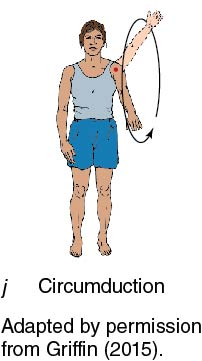 j Circumduction
Adapted by permission
from Griffin (2015).